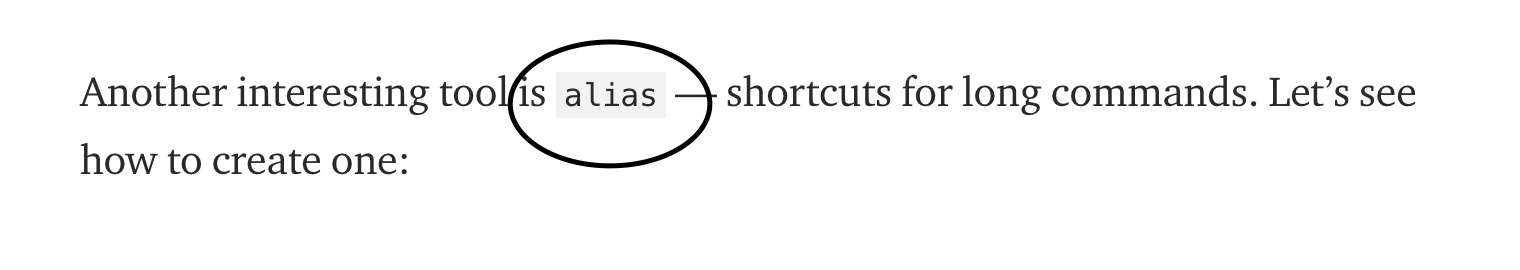 Another interesting tool is alias — shortcuts for long commands. Let’s see
how to create one: